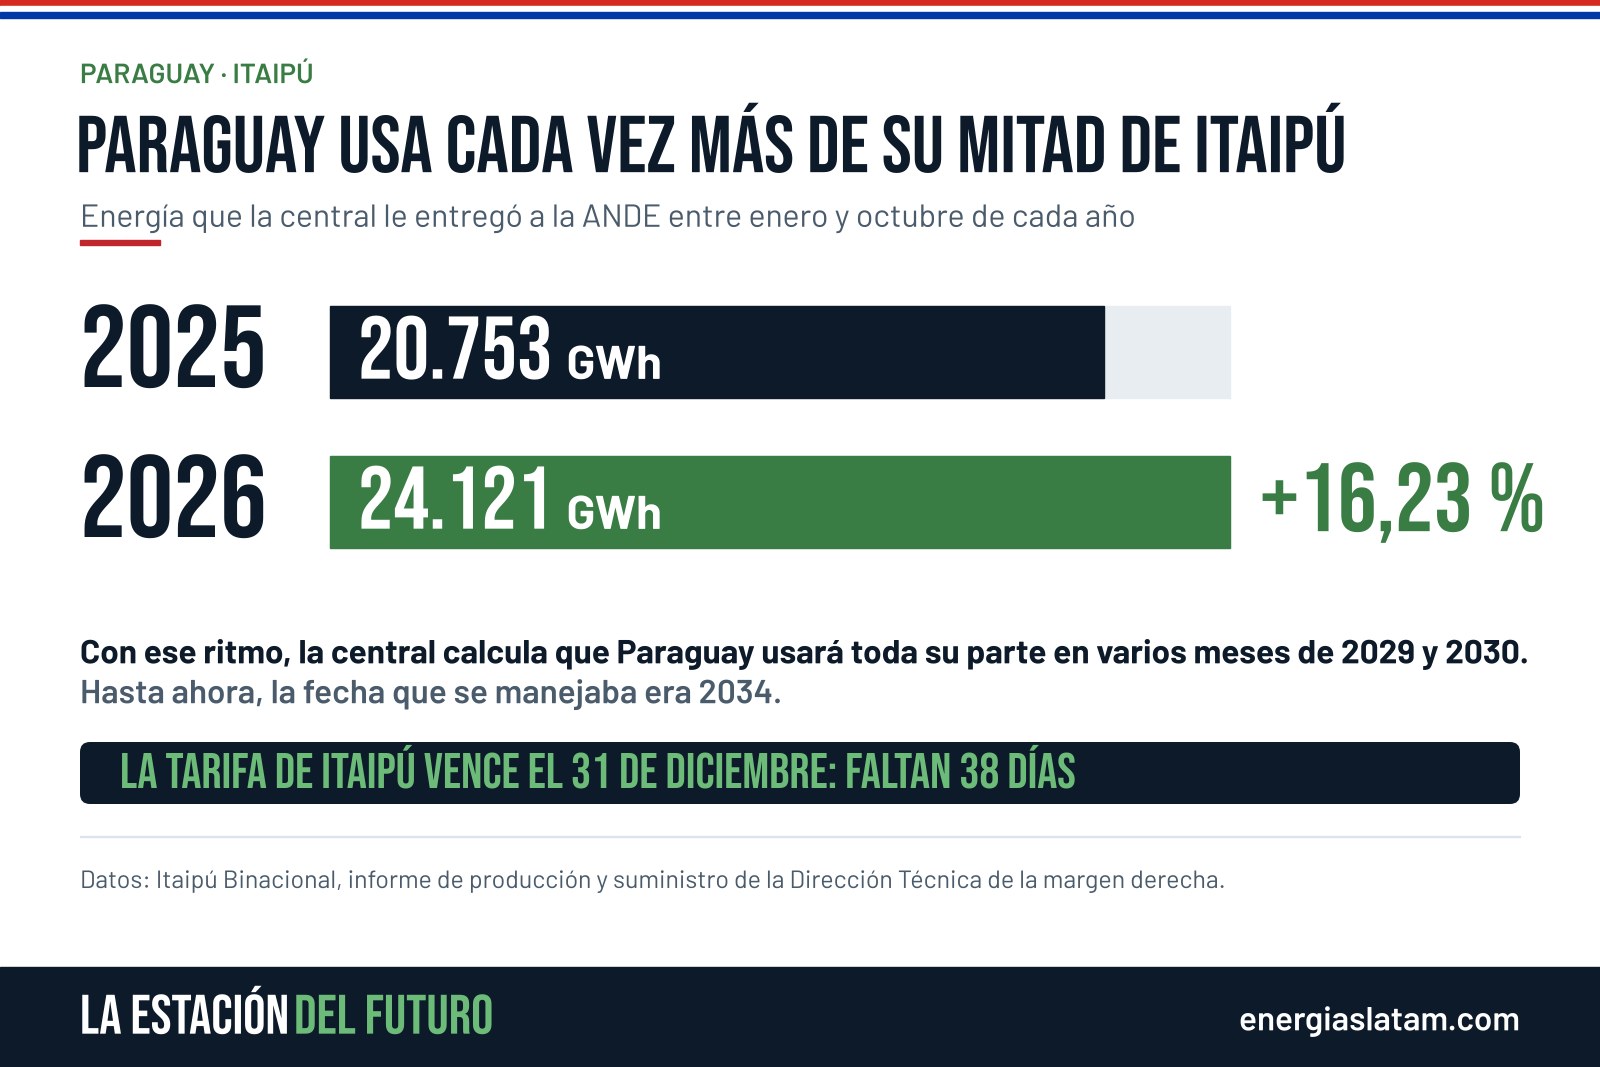 PARAGUAY · ITAIPÚ
PARAGUAY USA CADA VEZ MÁS DE SU MITAD DE ITAIPÚ
Energía que la central le entregó a la ANDE entre enero y octubre de cada año
2025
20.753 GWh
2026
24.121 GWh
+16,23 %
Con ese ritmo, la central calcula que Paraguay usará toda su parte en varios meses de 2029 y 2030.
Hasta ahora, la fecha que se manejaba era 2034.
LA TARIFA DE ITAIPÚ VENCE EL 31 DE DICIEMBRE: FALTAN 38 DÍAS
Datos: Itaipú Binacional, informe de producción y suministro de la Dirección Técnica de la margen derecha.
LA ESTACIÓN DEL FUTURO
energiaslatam.com